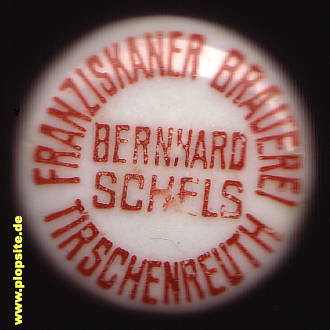 FRANZISKANER BRAUEREI
BERNHARD
SCHELS
TIRSCHENREUTH
www.plopsite.de